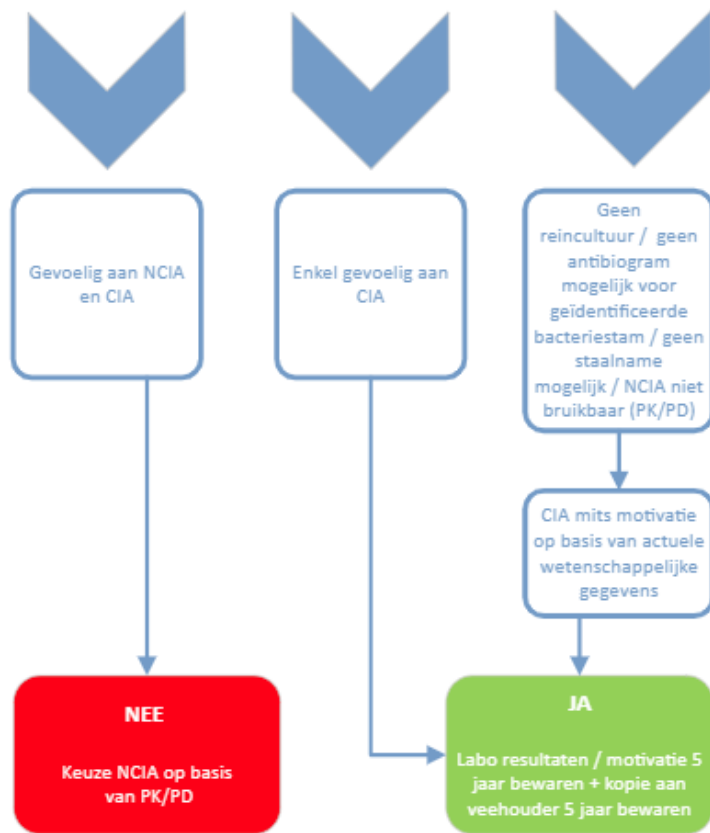 Gevoelig aan NCIA
en CIA
Enkel gevoelig aan
CIA
Geen
reincultuur / geen
antibiogram
mogelijk voor
geïdentificeerde
bacteriestam / geen
staalname
mogelijk / NCIA niet
bruikbaar (PK/PD)
CIA mits motivatie
op basis van actuele
wetenschappelijke
gegevens
NEE
Keuze NCIA op basis
van PK/PD
JA
Labo resultaten / motivatie 5
jaar bewaren + kopie aan
veehouder 5 jaar bewaren